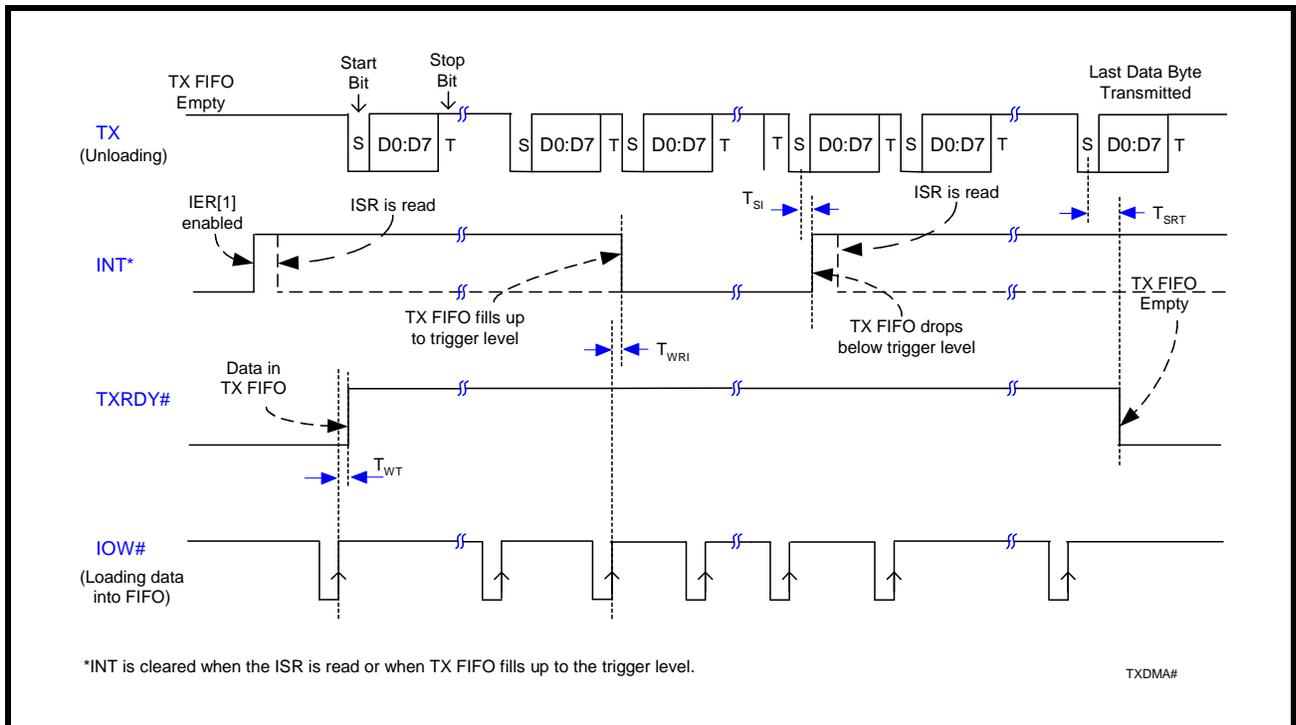 TX FIFO
Empty
Start
Bit
Stop
Bit
Last Data Byte
Transmitted
TX
(Unloading)
S D0:D7 T S D0:D7 T S D0:D7 T T S D0:D7 T S D0:D7 T S D0:D7 T
IER[1]
enabled
ISR is read
TSI
ISR is read
TSRT
INT*
TX FIFO fills up
to trigger level
TX FIFO drops
below trigger level
TX FIFO
Empty
TWRI
Data in
TX FIFO
TXRDY#
TWT
IOW#
(Loading data
into FIFO)
*INT is cleared when the ISR is read or when TX FIFO fills up to the trigger level.
TXDMA#